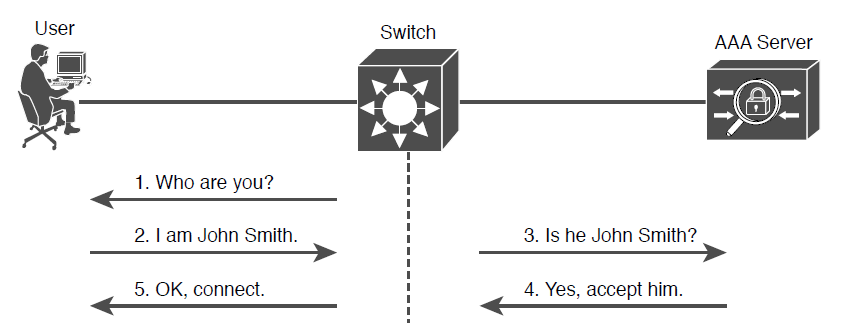 User
Switch
AAA Server
1. Who are you?
2. I am John Smith.
3. Is he John Smith?
5. OK, connect.
4. Yes, accept him.